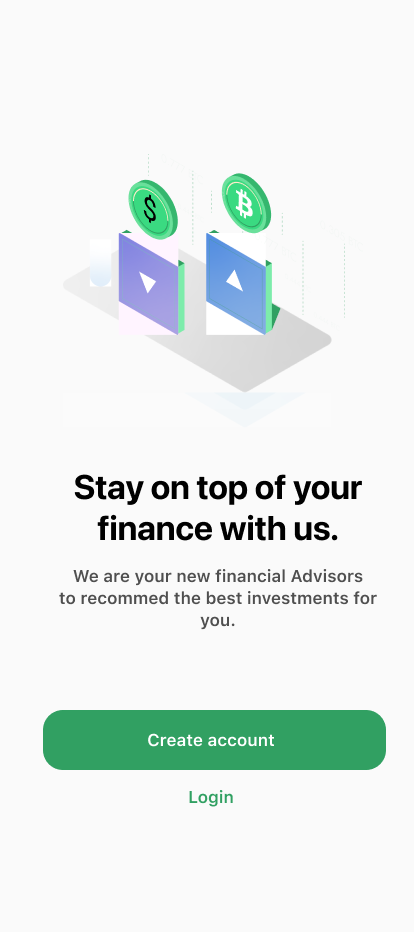 Stay on top of your
finance with us.
We are your new financial Advisors
to recommed the best investments for
you.
Create account
Login